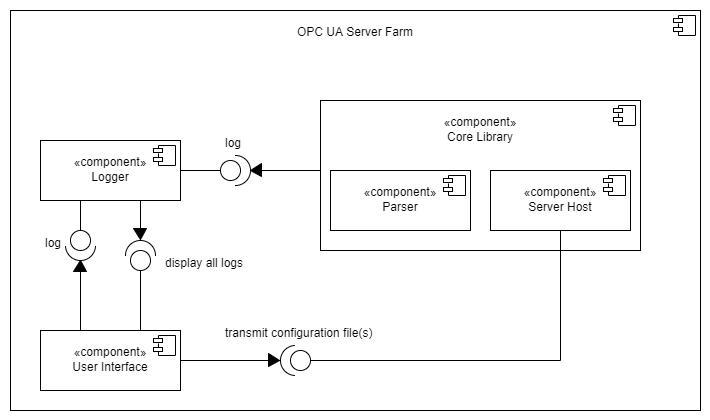 OPC UA Server Farm
«component»
Core Library
log
«component»
Logger
«component»
Parser
«component»
Server Host
log
display all logs
transmit configuration file(s)
«component»
User Interface